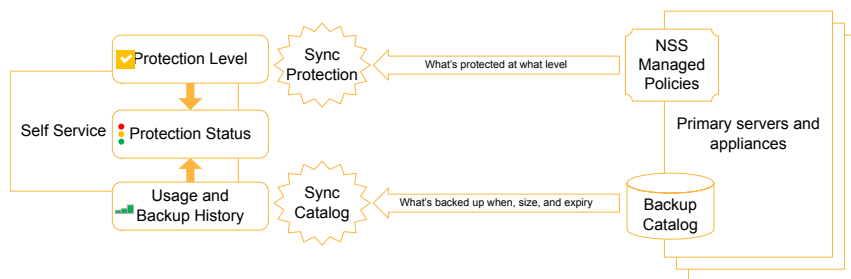 Protection Level
Sync
Protection
What's protected at what level
NSS
Managed
Policies
Self Service
Protection Status
Primary servers and
appliances
Usage and
Backup History
Sync
Catalog
What's backed up when, size, and expiry
Backup
Catalog